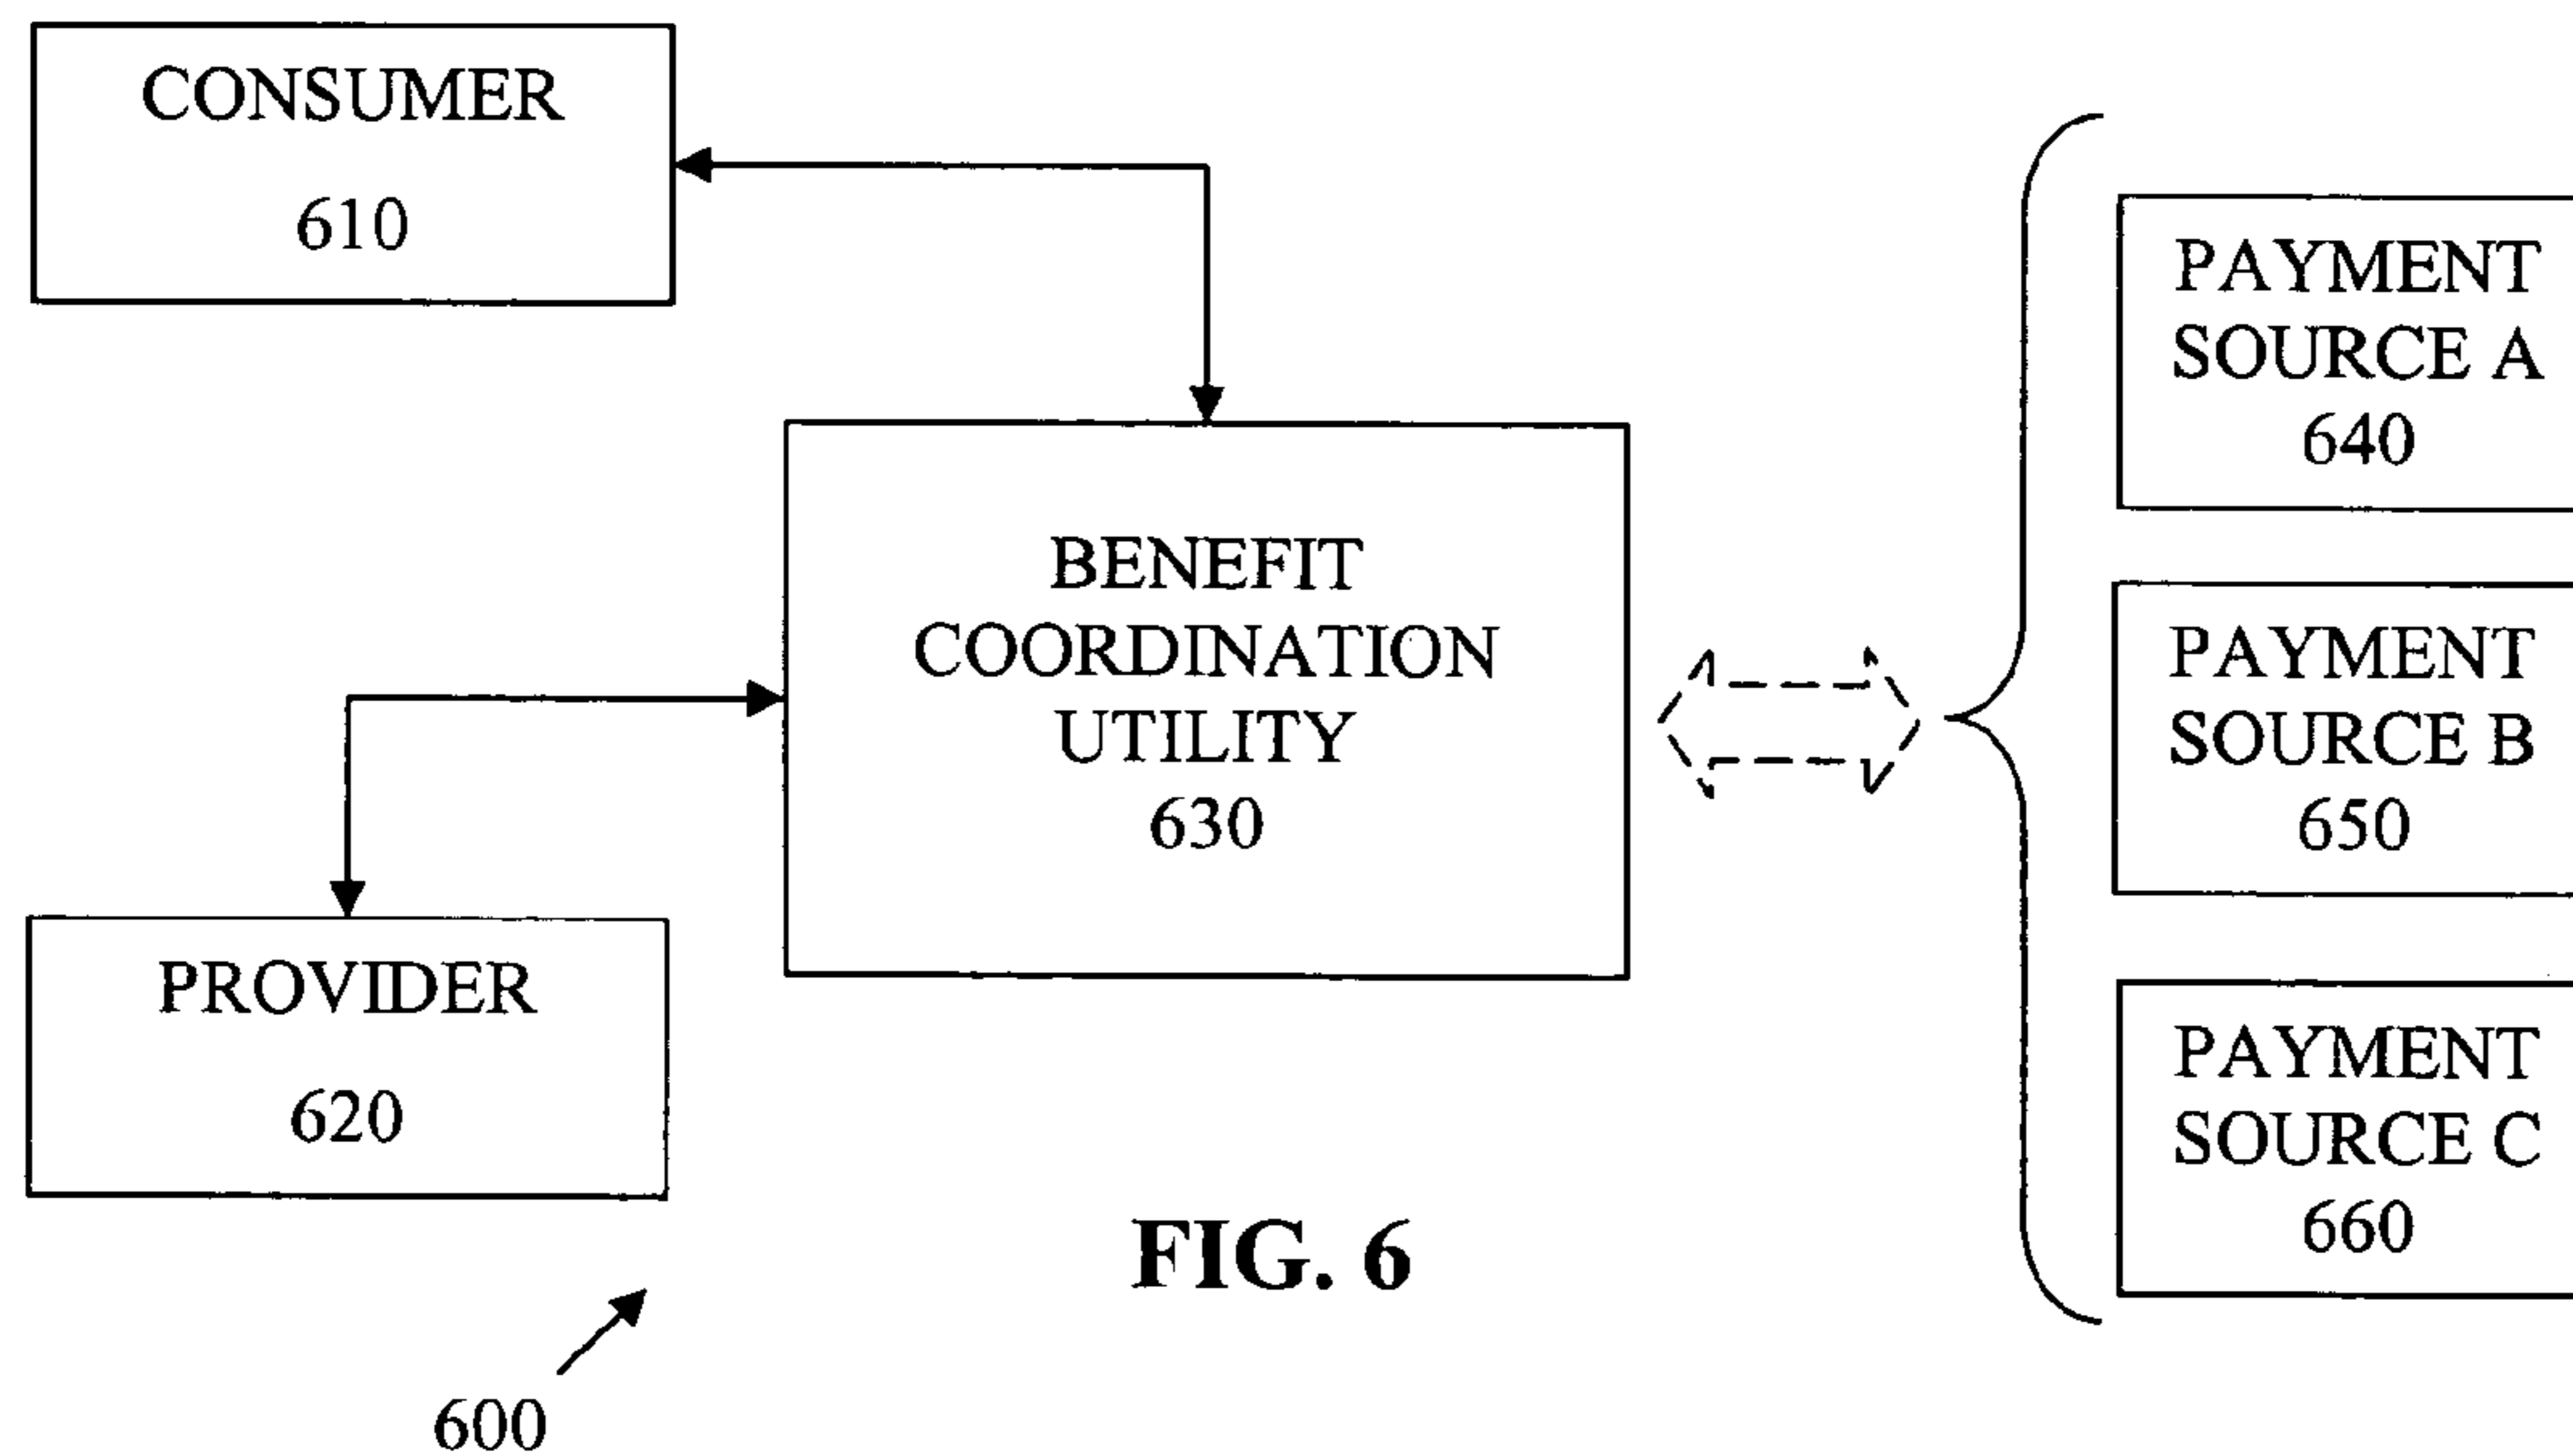 CONSUMER
610
BENEFIT
COORDINATION
UTILITY
630
PROVIDER
620
PAYMENT
SOURCE A
640
PAYMENT
SOURCE B
650
PAYMENT
SOURCE C
660
FIG. 6
600